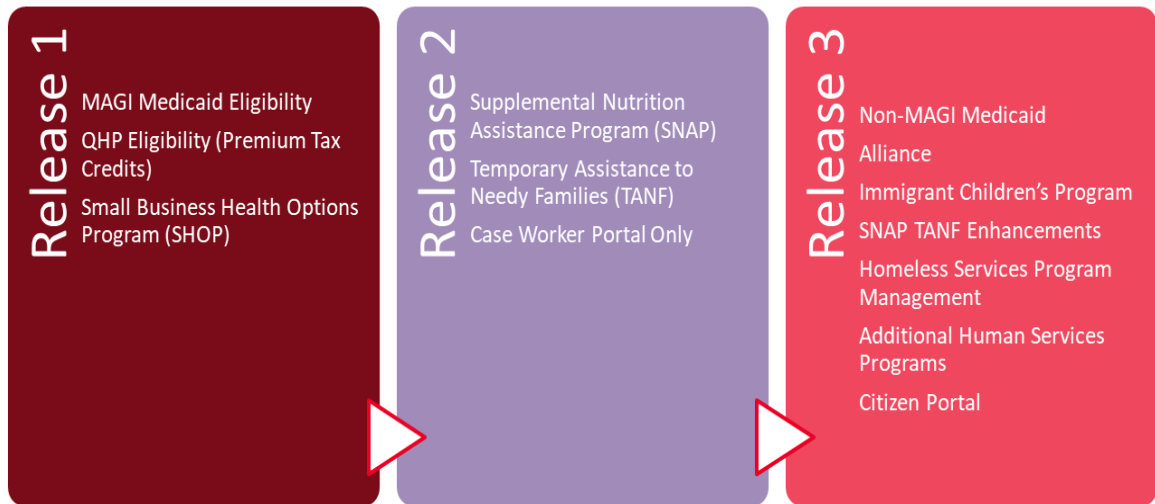 Release 1
MAGI Medicaid Eligibility
QHP Eligibility (Premium Tax
Credits)
Small Business Health Options
Program (SHOP)
Release 2
Supplemental Nutrition
Assistance Program (SNAP)
Temporary Assistance to
Needy Families (TANF)
Case Worker Portal Only
Release 3
Non-MAGI Medicaid
Alliance
Immigrant Children’s Program
SNAP TANF Enhancements
Homeless Services Program
Management
Additional Human Services
Programs
Citizen Portal